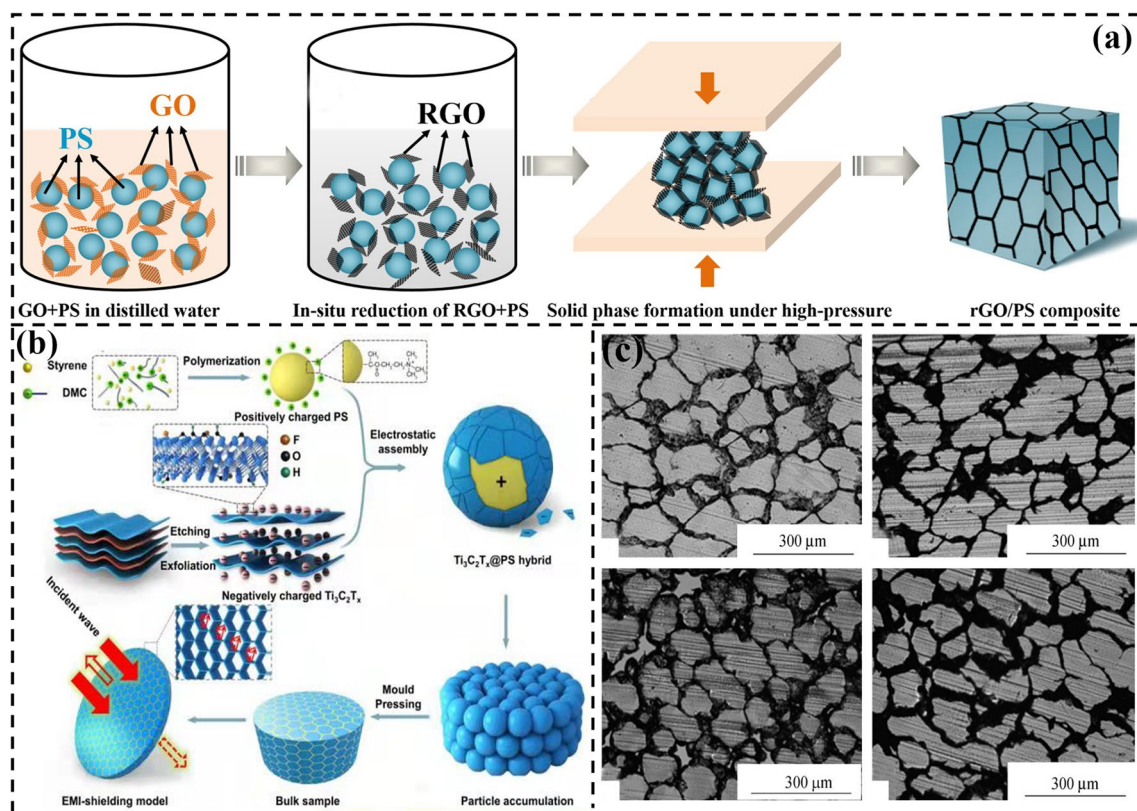 (a)
GO
PS
RGO
GO+PS in distilled water
In-situ reduction of RGO+PS
Solid phase formation under high-pressure
rGO/PS composite
(b)
Styrene
DMC
Polymerization
Positively charged PS
F
O
H
Electrostatic
assembly
+
Etching
Exfoliation
Negatively charged Ti₃C₂Tₓ
Ti₃C₂Tₓ@PS hybrid
Incident wave
Mould
Pressing
EMI-shielding model
Bulk sample
Particle accumulation
(c)
300 μm
300 μm
300 μm
300 μm